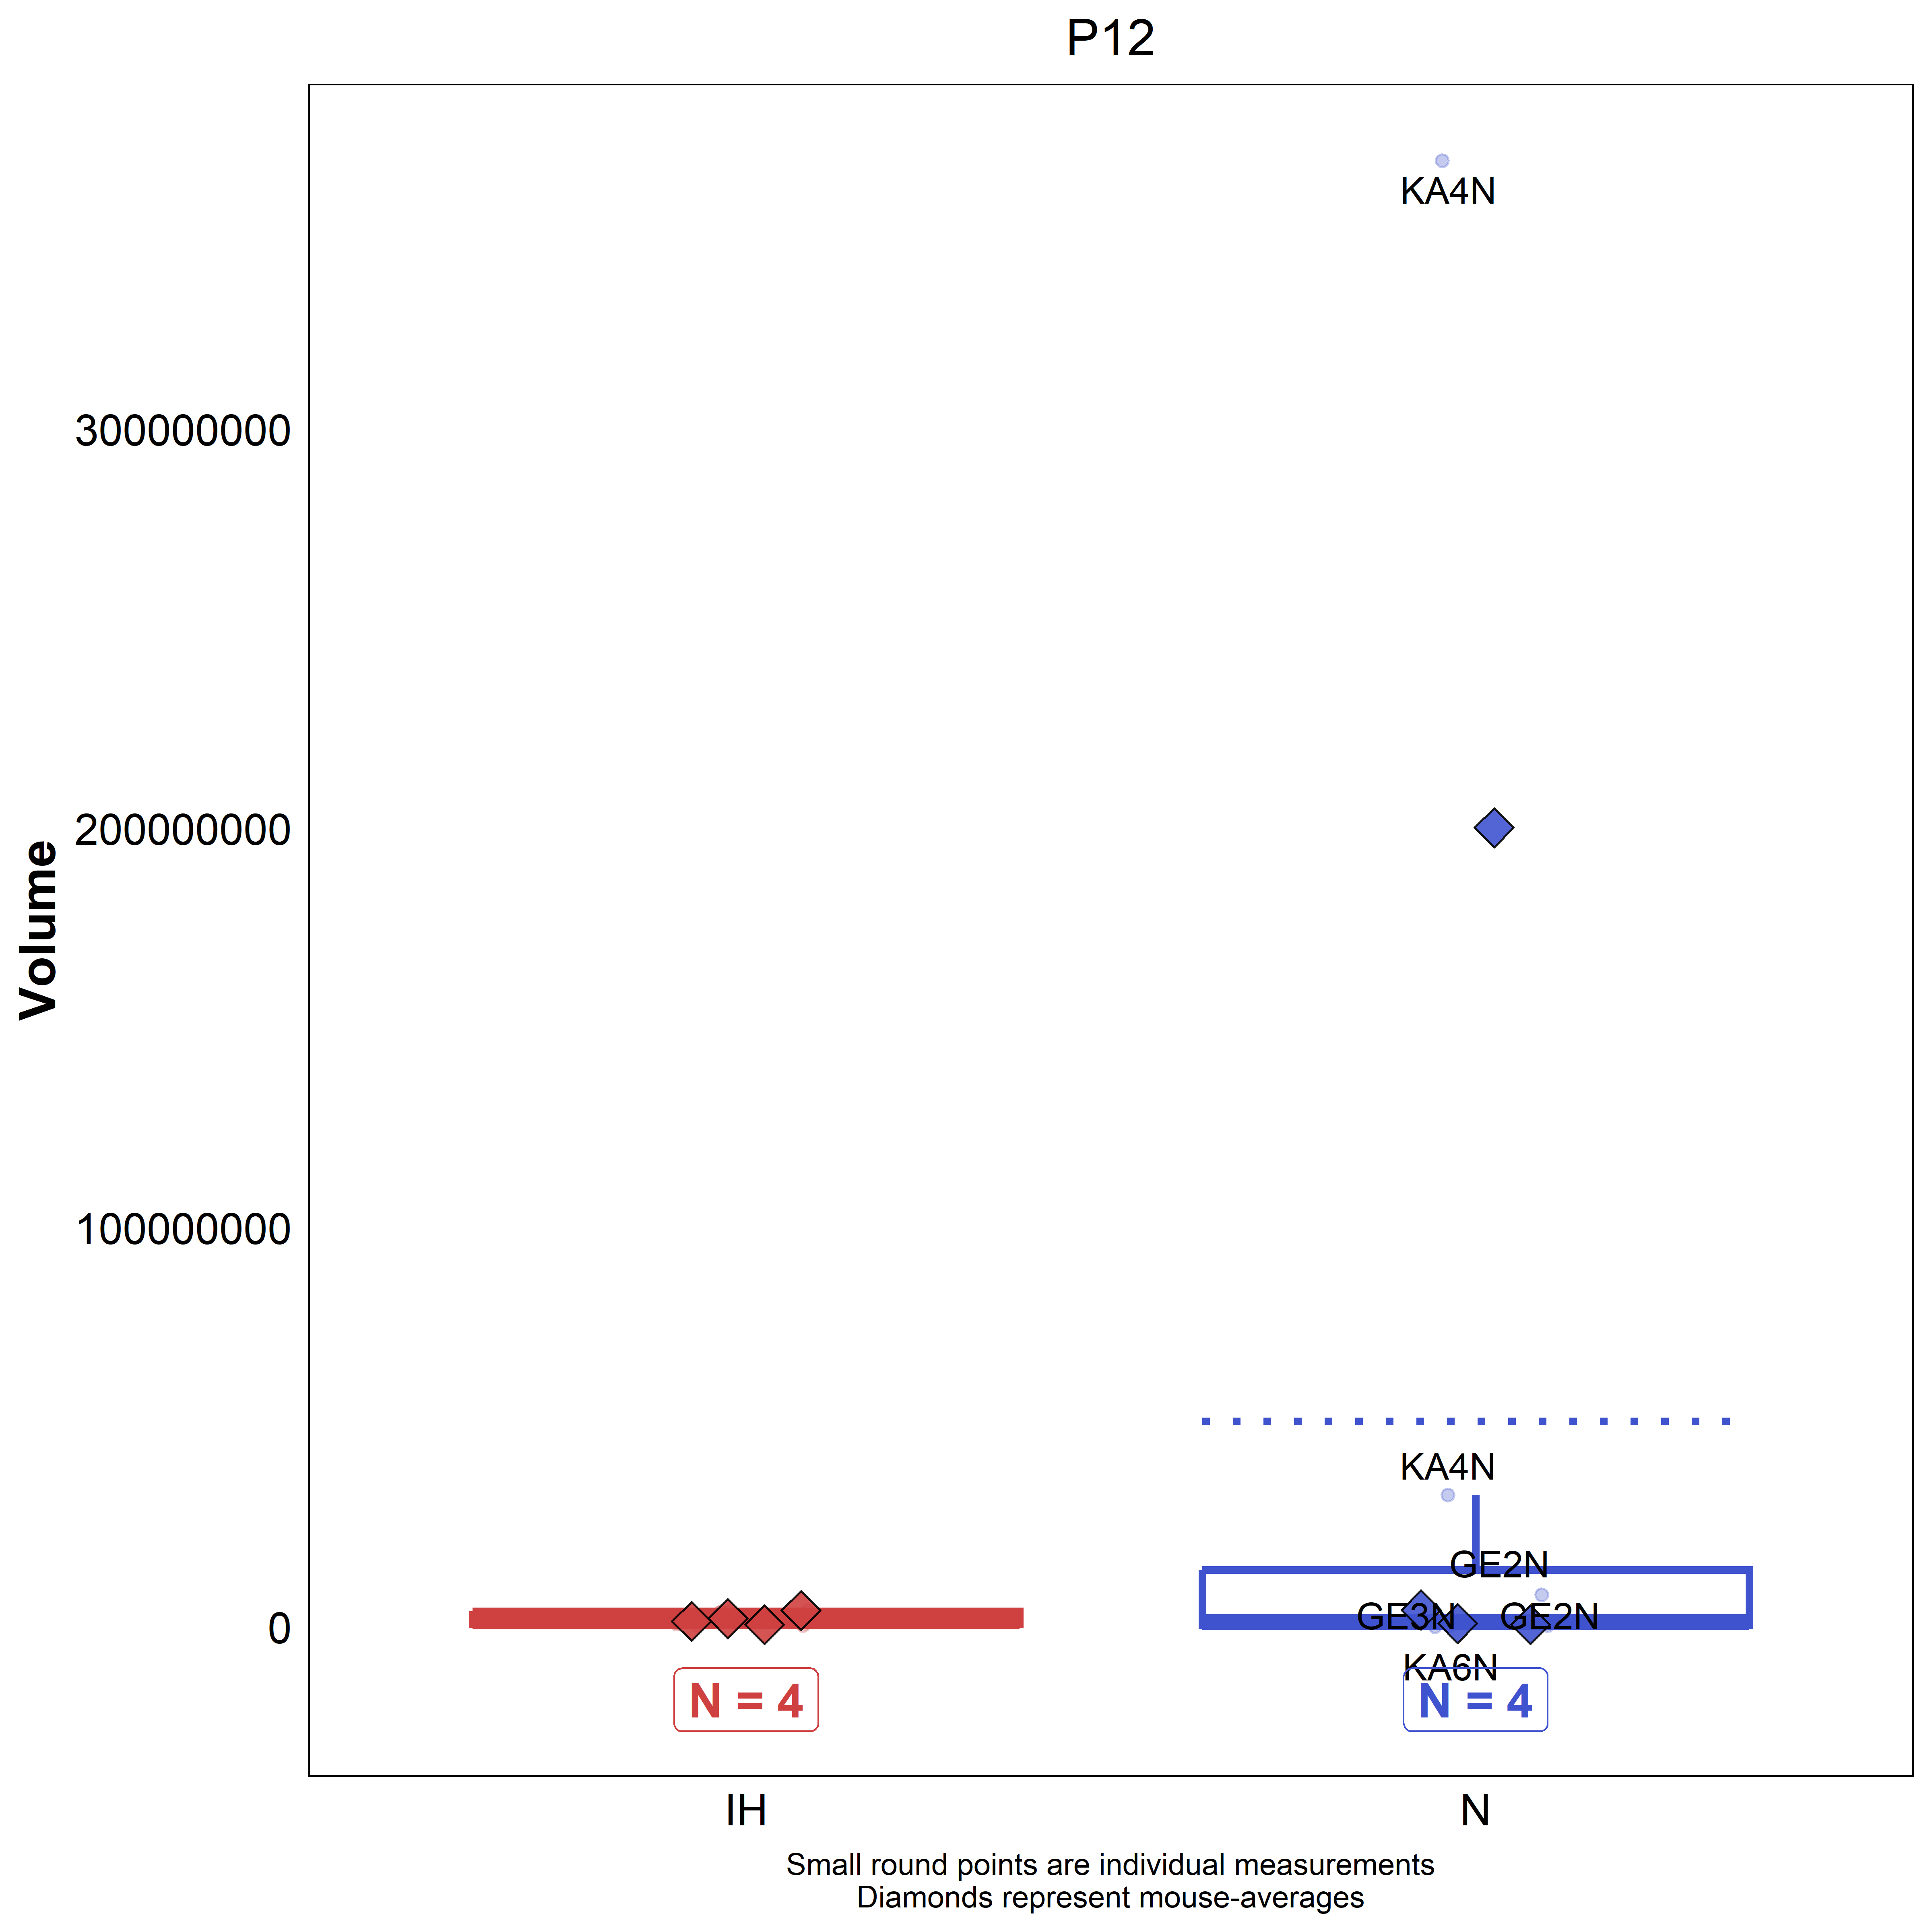 P12
KA4N
300000000
200000000
Volume
100000000
KA4N
GE2N
GE3N
GE2N
0
KA6N
N = 4
N = 4
IH
N
Small round points are individual measurements
Diamonds represent mouse-averages